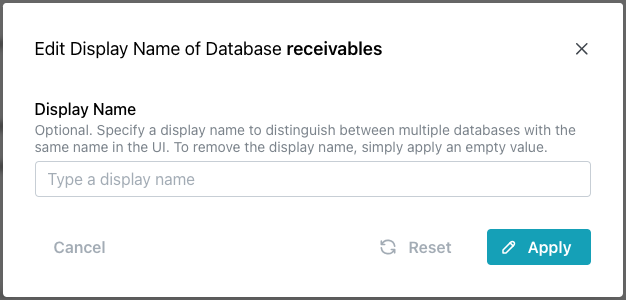 Edit Display Name of Database receivables
Display Name
Optional. Specify a display name to distinguish between multiple databases with the
same name in the UI. To remove the display name, simply apply an empty value.
Type a display name
Cancel
Reset
Apply